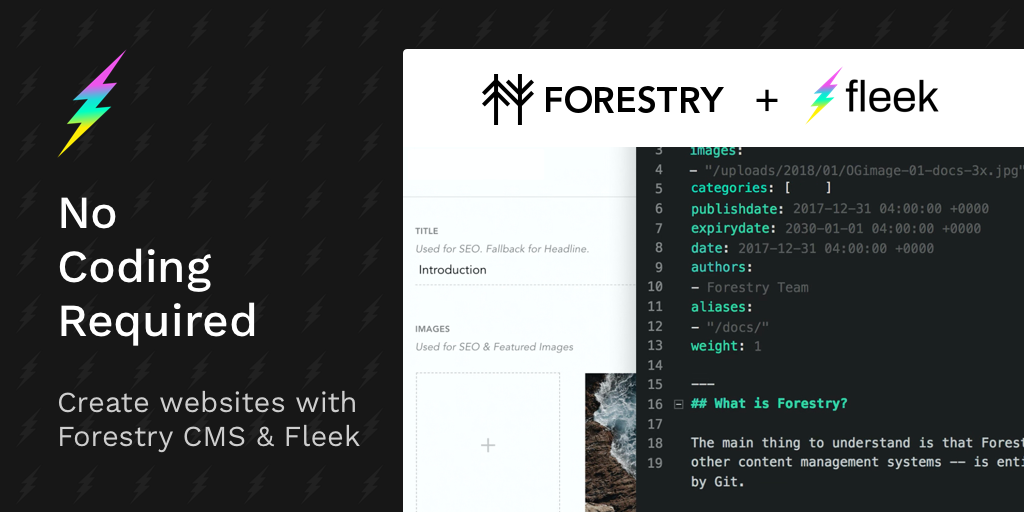 No
Coding
Required
Create websites with
Forestry CMS & Fleek
FORESTRY + fleek
TITLE
Used for SEO. Fallback for Headline.
Introduction
IMAGES
Used for SEO & Featured Images
+
3 images:
4 - "/uploads/2018/01/OGimage-01-docs-3x.jpg"
5 categories: [ ]
6 publishdate: 2017-12-31 04:00:00 +0000
7 expirydate: 2030-01-01 04:00:00 +0000
8 date: 2017-12-31 04:00:00 +0000
9 authors:
10 - Forestry Team
11 aliases:
12 - "/docs/"
13 weight: 1
14
15 ---
16 ## What is Forestry?
17
18 The main thing to understand is that Forest
19 other content management systems -- is enti
by Git.